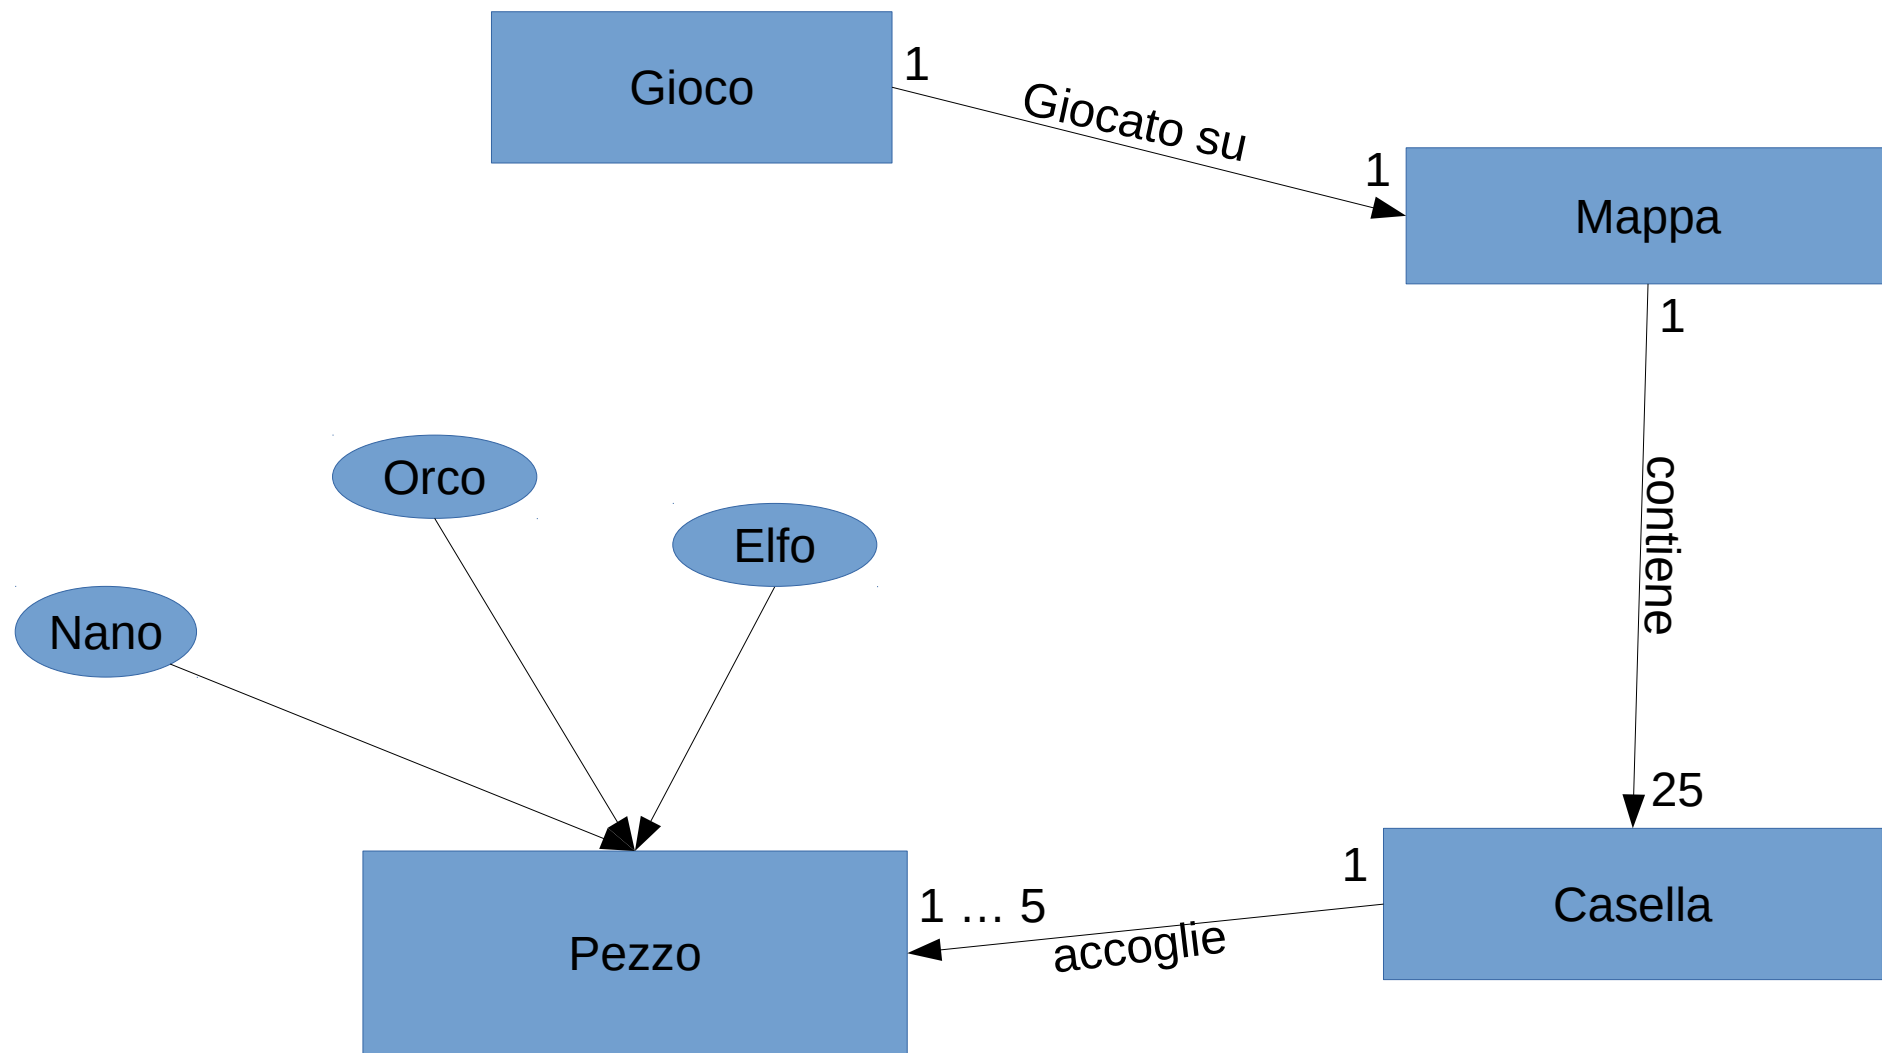 Gioco
1
Giocato su
1
Mappa
1
contiene
25
Orco
Elfo
Nano
1
1 ... 5
accoglie
Casella
Pezzo